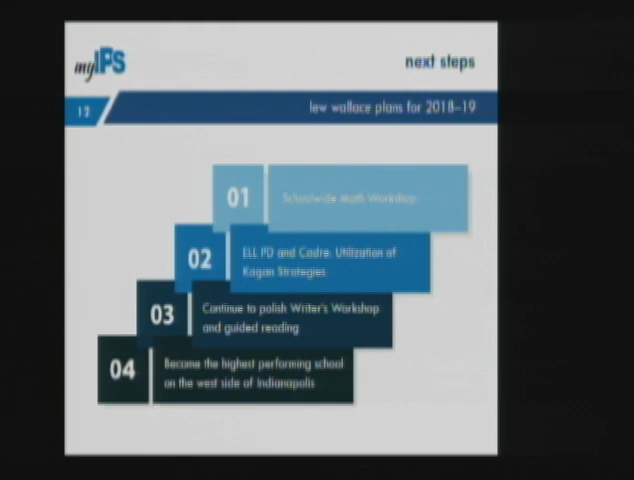 myIPS
next steps
12
lew wallace plans for 2018–19
01
Schoolwide Math Workshop
02
ELL PD and Cadre: Utilization of
Kagan Strategies
03
Continue to polish Writer's Workshop
and guided reading
04
Become the highest performing school
on the west side of Indianapolis